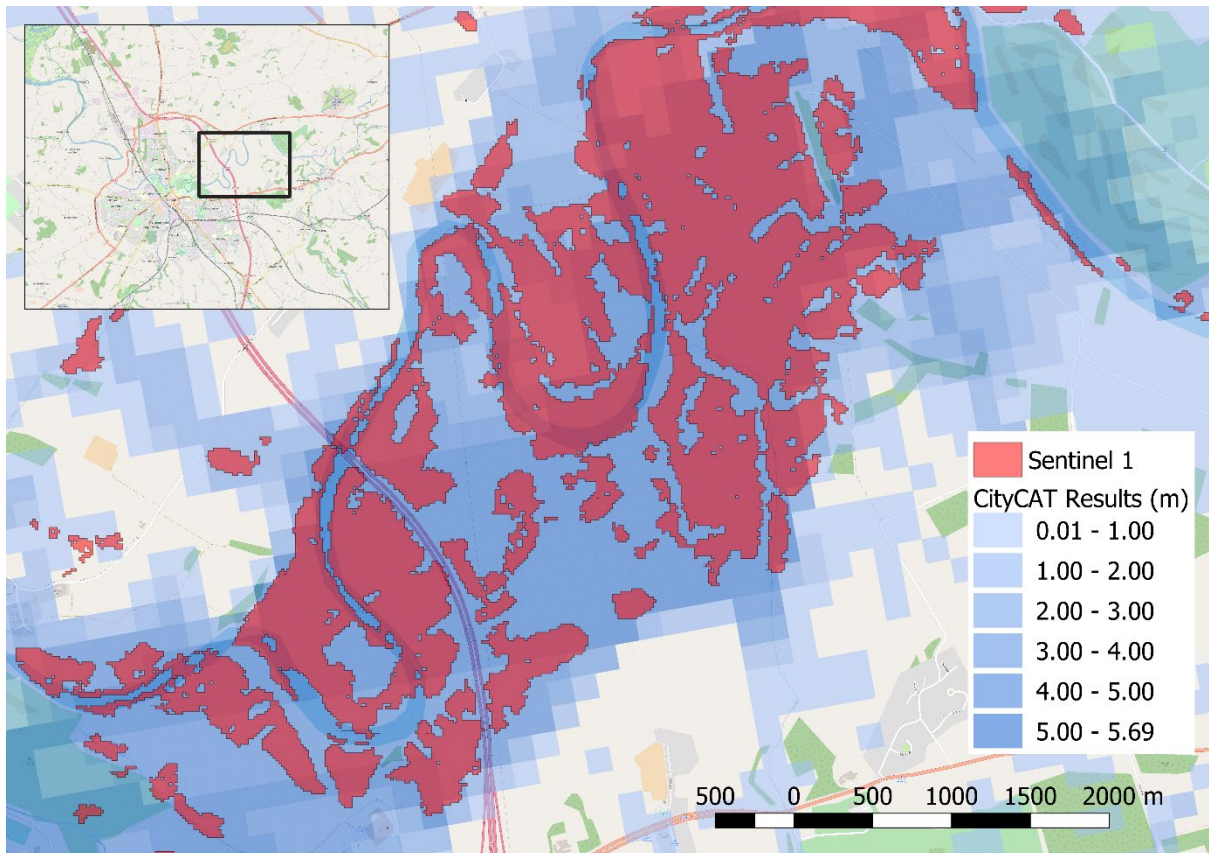 Sentinel 1
CityCAT Results (m)
0.01 - 1.00
1.00 - 2.00
2.00 - 3.00
3.00 - 4.00
4.00 - 5.00
5.00 - 5.69
500 0 500 1000 1500 2000 m